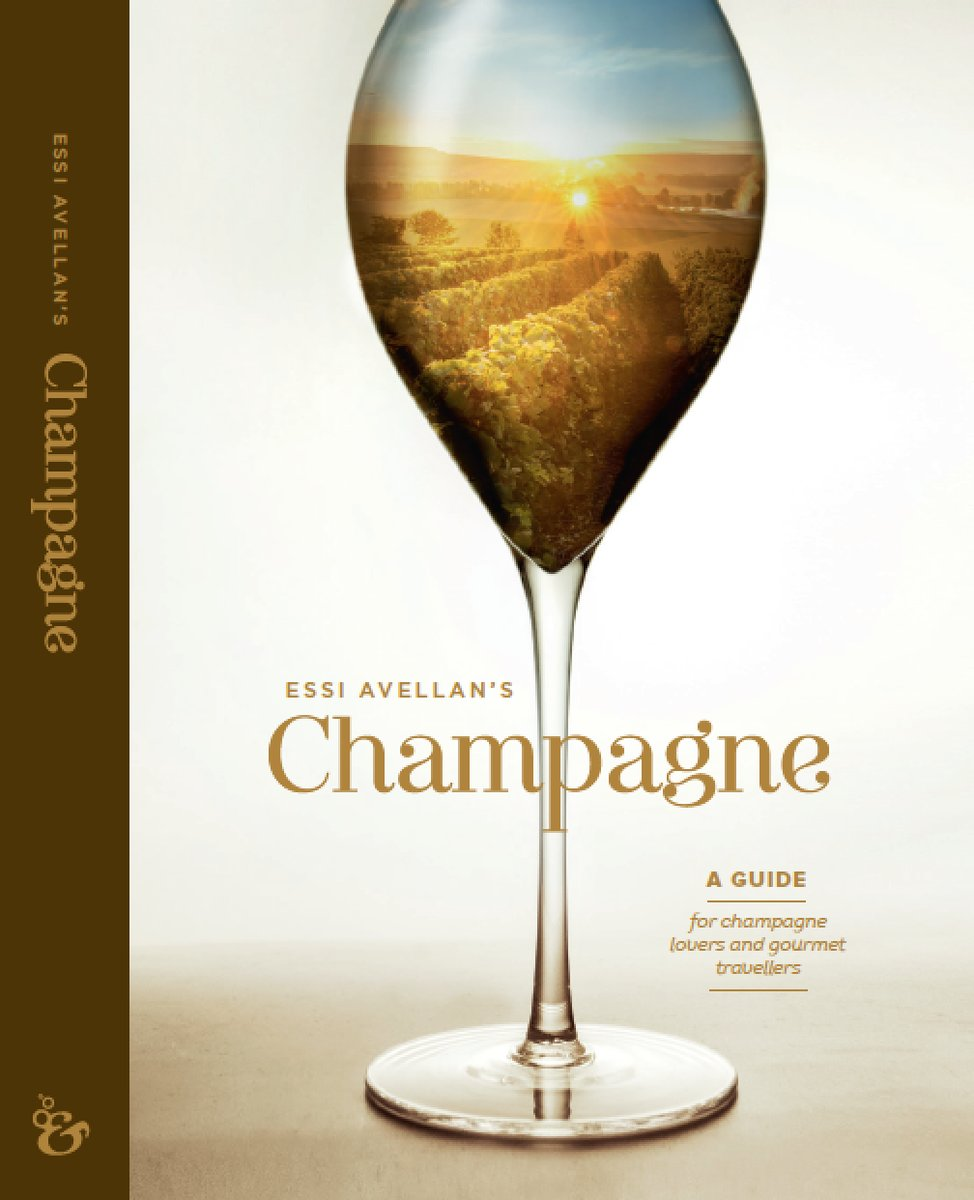 ESSI AVELLAN'S Champagne
&
ESSI AVELLAN'S
Champagne
A GUIDE
for champagne
lovers and gourmet
travellers